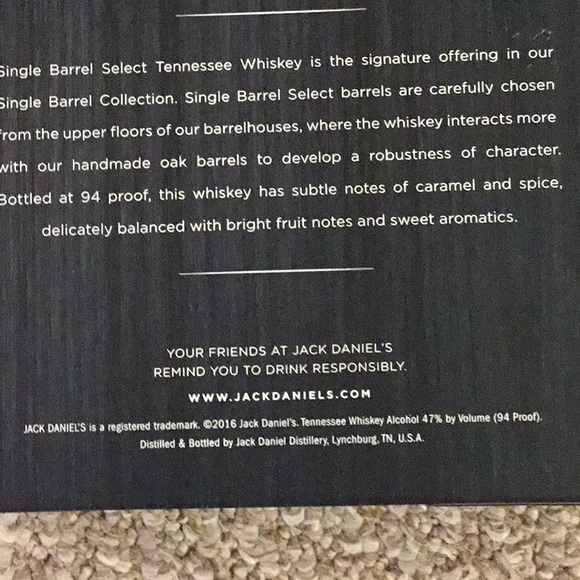 Single Barrel Select Tennessee Whiskey is the signature offering in our
Single Barrel Collection. Single Barrel Select barrels are carefully chosen
from the upper floors of our barrelhouses, where the whiskey interacts more
with our handmade oak barrels to develop a robustness of character.
Bottled at 94 proof, this whiskey has subtle notes of caramel and spice,
delicately balanced with bright fruit notes and sweet aromatics.
YOUR FRIENDS AT JACK DANIEL'S
REMIND YOU TO DRINK RESPONSIBLY.
WWW.JACKDANIELS.COM
JACK DANIEL'S is a registered trademark. ©2016 Jack Daniel's. Tennessee Whiskey Alcohol 47% by Volume (94 Proof).
Distilled & Bottled by Jack Daniel Distillery, Lynchburg, TN, U.S.A.